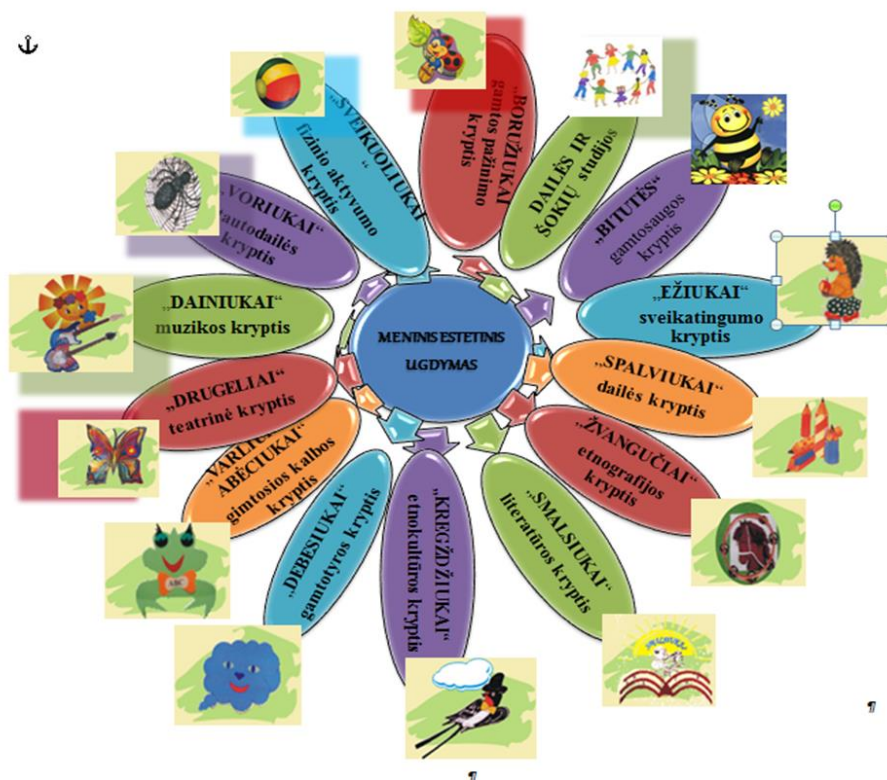 MENINIS ESTETINIS
UGDYMAS
„BORUŽIUKAI
gamtos pažinimo
kryptis
DAILĖS IR
ŠOKIŲ studijos
„BITUTĖS“
gamtosaugos
kryptis
„EŽIUKAI“
sveikatingumo
kryptis
„SPALVIUKAI“
dailės kryptis
„ŽVANGUČIAI“
etnografijos
kryptis
„SMALSIUKAI“
literatūros kryptis
„KREGŽDŽIUKAI“
etnokultūros kryptis
„DEBESIUKAI“
gamtotyros kryptis
ABĖCIUKAI“
gimtosios kalbos
kryptis
ABC
„DRUGELIAI“
teatrinė kryptis
„DAINIUKAI“
muzikos kryptis
VORIUKAI“
autodailės
kryptis
„SVEIKUOLIUKAI
“
fizinio aktyvumo
kryptis